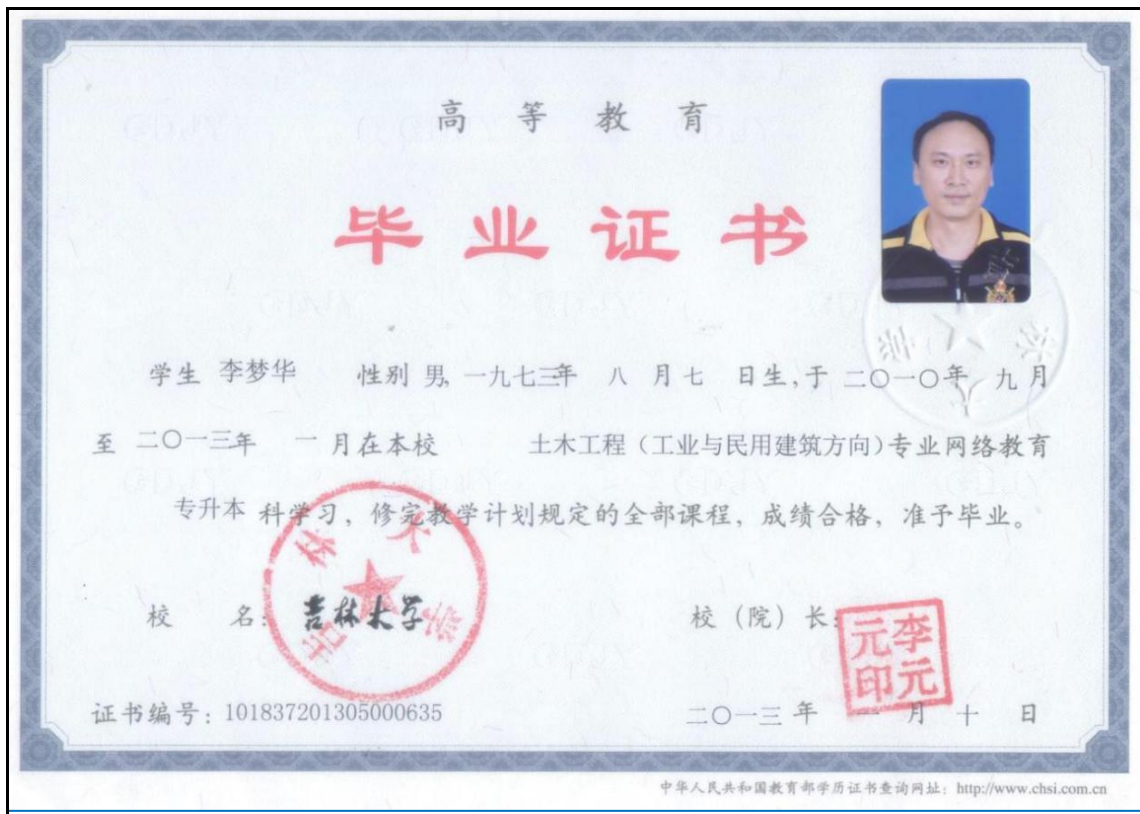 高等教育
毕业证书
学生 李梦华 性别 男, 一九七三年 八 月 七 日生, 于 二〇一〇年 九 月
至 二〇一三年 一 月在本校 土木工程（工业与民用建筑方向）专业网络教育
专升本 科学习，修完教学计划规定的全部课程，成绩合格，准予毕业。
校 名：吉林大学 校（院）长：
吉林大学
李元元印
证书编号：101837201305000635 二〇一三 年 一 月 十 日
中华人民共和国教育部学历证书查询网址：http://www.chsi.com.cn